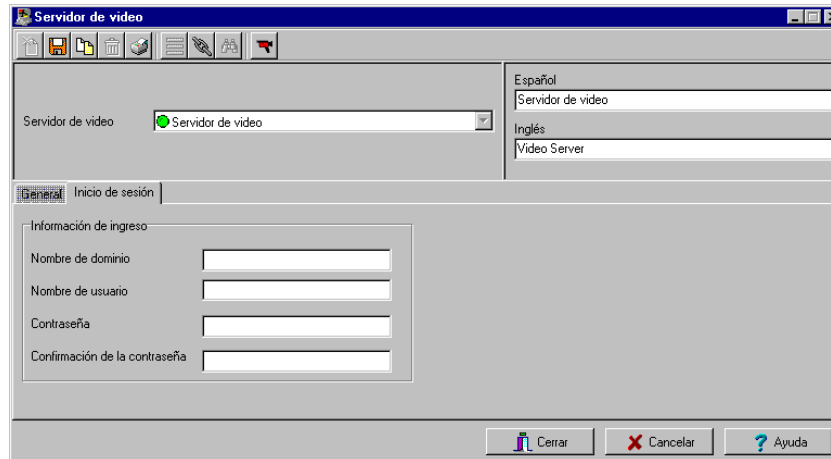 Servidor de video
Español
Servidor de video
Servidor de video
Servidor de video
Inglés
Video Server
General
Inicio de sesión
Información de ingreso
Nombre de dominio
Nombre de usuario
Contraseña
Confirmación de la contraseña
Cerrar
Cancelar
Ayuda